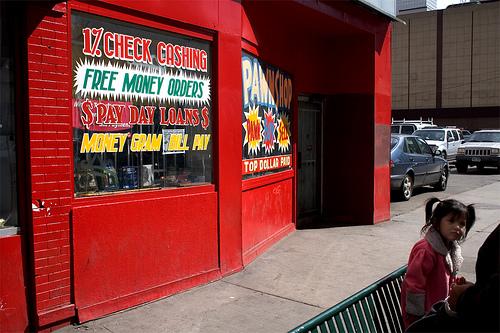 1% CHECK CASHING
FREE MONEY ORDERS
$ PAY DAY LOANS $
MONEY GRAM BILL PAY
PAWN SHOP
TOP DOLLAR PAID